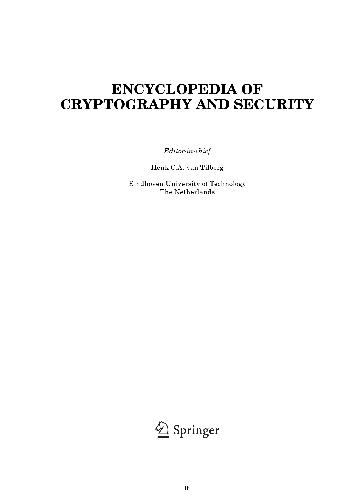 ENCYCLOPEDIA OF
CRYPTOGRAPHY AND SECURITY
Editor-in-chief
Henk C.A. van Tilborg
Eindhoven University of Technology
The Netherlands
Springer